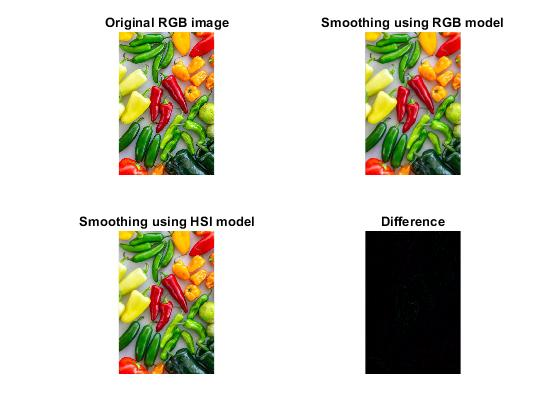 Original RGB image
Smoothing using RGB model
Smoothing using HSI model
Difference